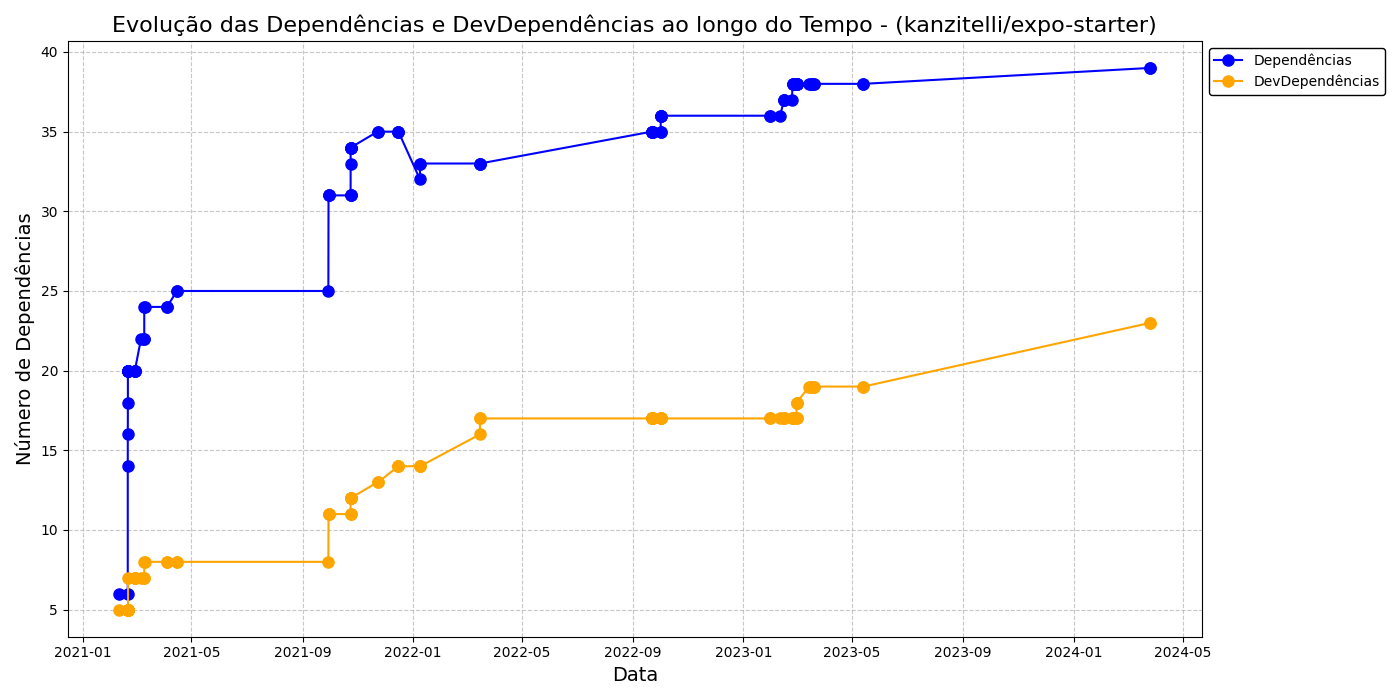 Evolução das Dependências e DevDependências ao longo do Tempo - (kanzitelli/expo-starter)
Dependências
DevDependências
Número de Dependências
40
35
30
25
20
15
10
5
2021-01 2021-05 2021-09 2022-01 2022-05 2022-09 2023-01 2023-05 2023-09 2024-01 2024-05
Data